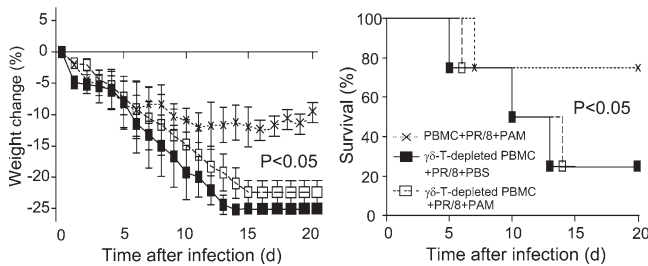 5
0
-5
-10
-15
-20
-25
Weight change (%)
P<0.05
0 5 10 15 20
Time after infection (d)
100
80
60
40
20
0
Survival (%)
P<0.05
PBMC+PR/8+PAM
γδ-T-depleted PBMC
+PR/8+PBS
γδ-T-depleted PBMC
+PR/8+PAM
0 5 10 15 20
Time after infection (d)